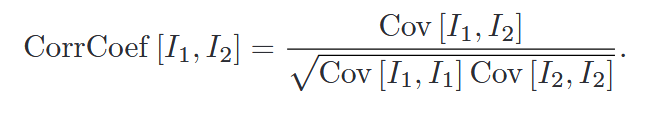 CorrCoef [I₁, I₂] = Cov [I₁, I₂] / √(Cov [I₁, I₁] Cov [I₂, I₂]).